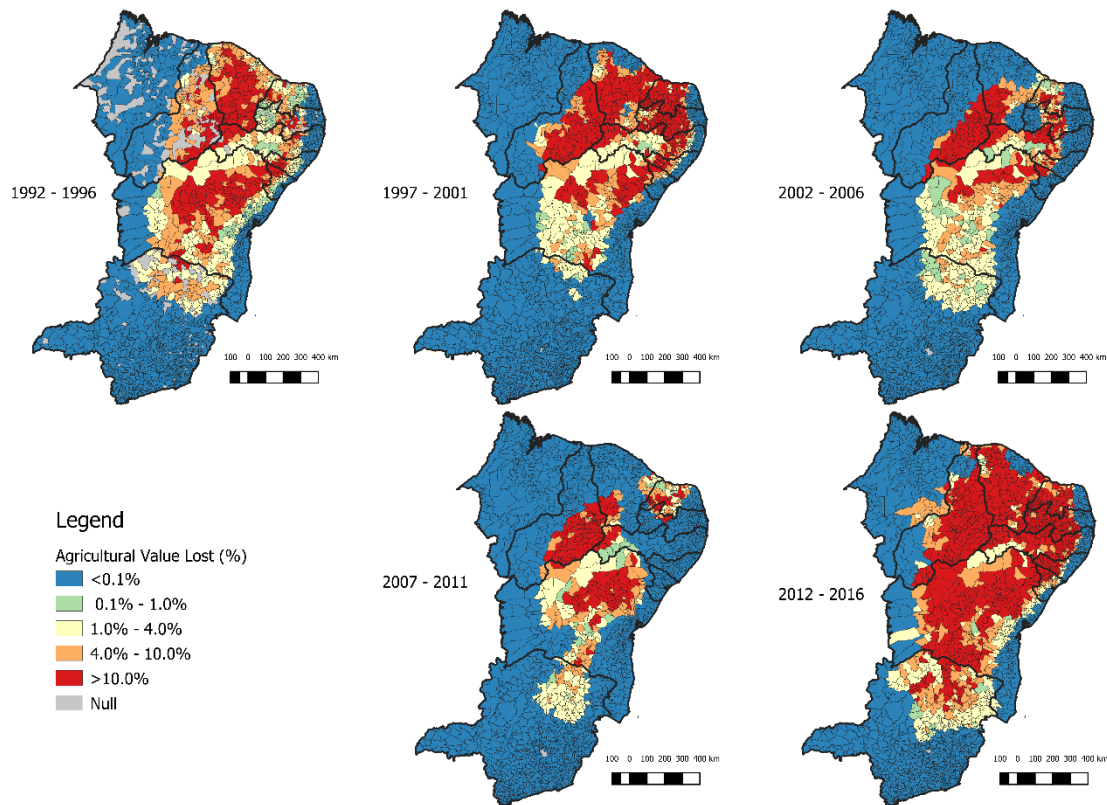 1992 - 1996
1997 - 2001
2002 - 2006
100 0 100 200 300 400 km
100 0 100 200 300 400 km
100 0 100 200 300 400 km
Legend
Agricultural Value Lost (%)
<0.1%
0.1% - 1.0%
1.0% - 4.0%
4.0% - 10.0%
>10.0%
Null
2007 - 2011
2012 - 2016
100 0 100 200 300 400 km
100 0 100 200 300 400 km